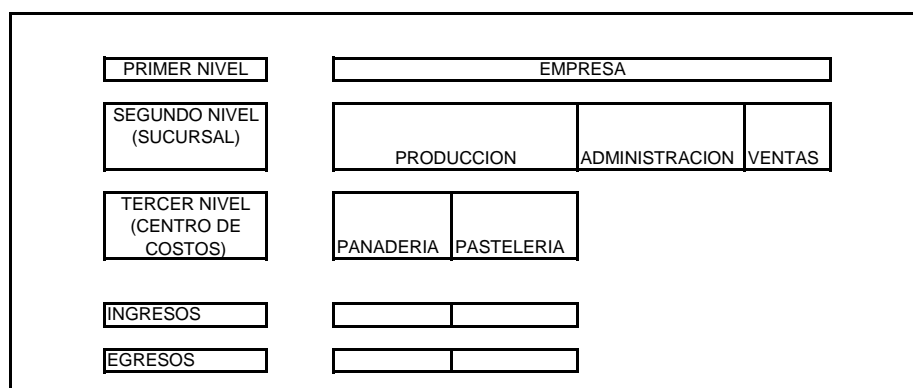 PRIMER NIVEL
EMPRESA
SEGUNDO NIVEL
(SUCURSAL)
PRODUCCION
ADMINISTRACION
VENTAS
TERCER NIVEL
(CENTRO DE
COSTOS)
PANADERIA
PASTELERIA
INGRESOS
EGRESOS